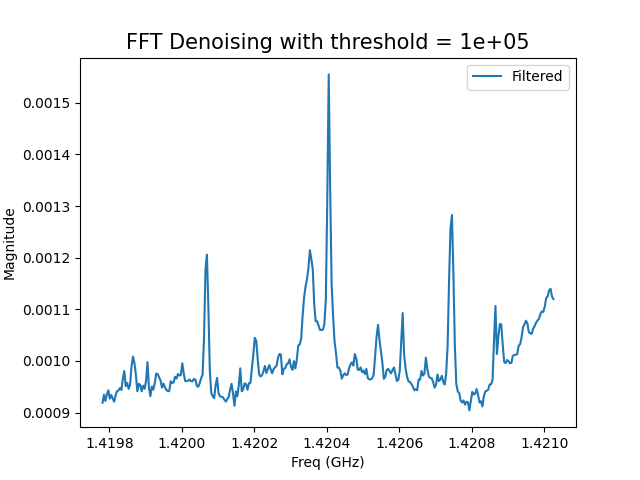 FFT Denoising with threshold = 1e+05
Filtered
Magnitude
0.0015
0.0014
0.0013
0.0012
0.0011
0.0010
0.0009
1.4198 1.4200 1.4202 1.4204 1.4206 1.4208 1.4210
Freq (GHz)